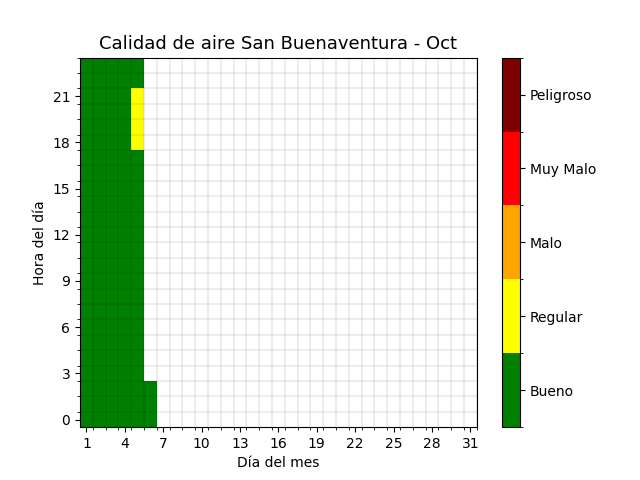 Calidad de aire San Buenaventura - Oct
Hora del día
21
18
15
12
9
6
3
0
1 4 7 10 13 16 19 22 25 28 31
Día del mes
Peligroso
Muy Malo
Malo
Regular
Bueno